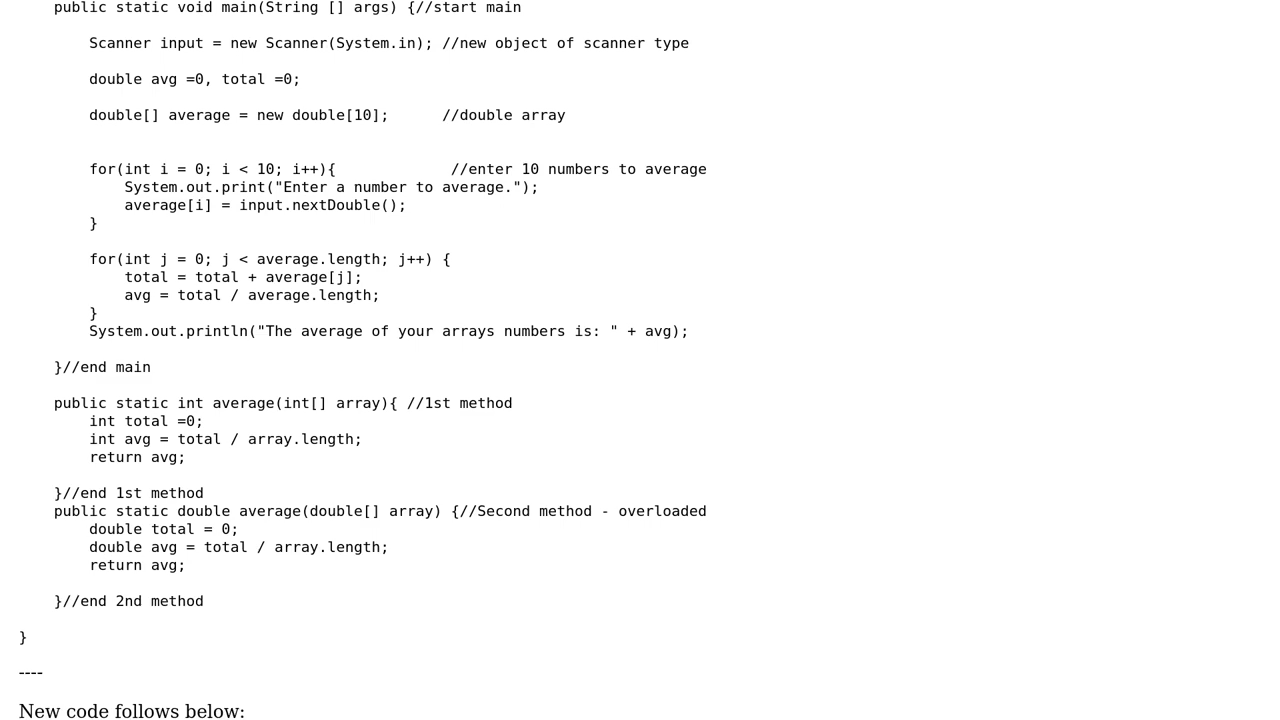 public static void main(String [] args) {//start main
Scanner input = new Scanner(System.in); //new object of scanner type
double avg =0, total =0;
double[] average = new double[10];      //double array
for(int i = 0; i < 10; i++){             //enter 10 numbers to average
System.out.print("Enter a number to average.");
average[i] = input.nextDouble();
}
for(int j = 0; j < average.length; j++) {
total = total + average[j];
avg = total / average.length;
}
System.out.println("The average of your arrays numbers is: " + avg);
}//end main
public static int average(int[] array){ //1st method
int total =0;
int avg = total / array.length;
return avg;
}//end 1st method
public static double average(double[] array) {//Second method - overloaded
double total = 0;
double avg = total / array.length;
return avg;
}//end 2nd method
}
----
New code follows below: